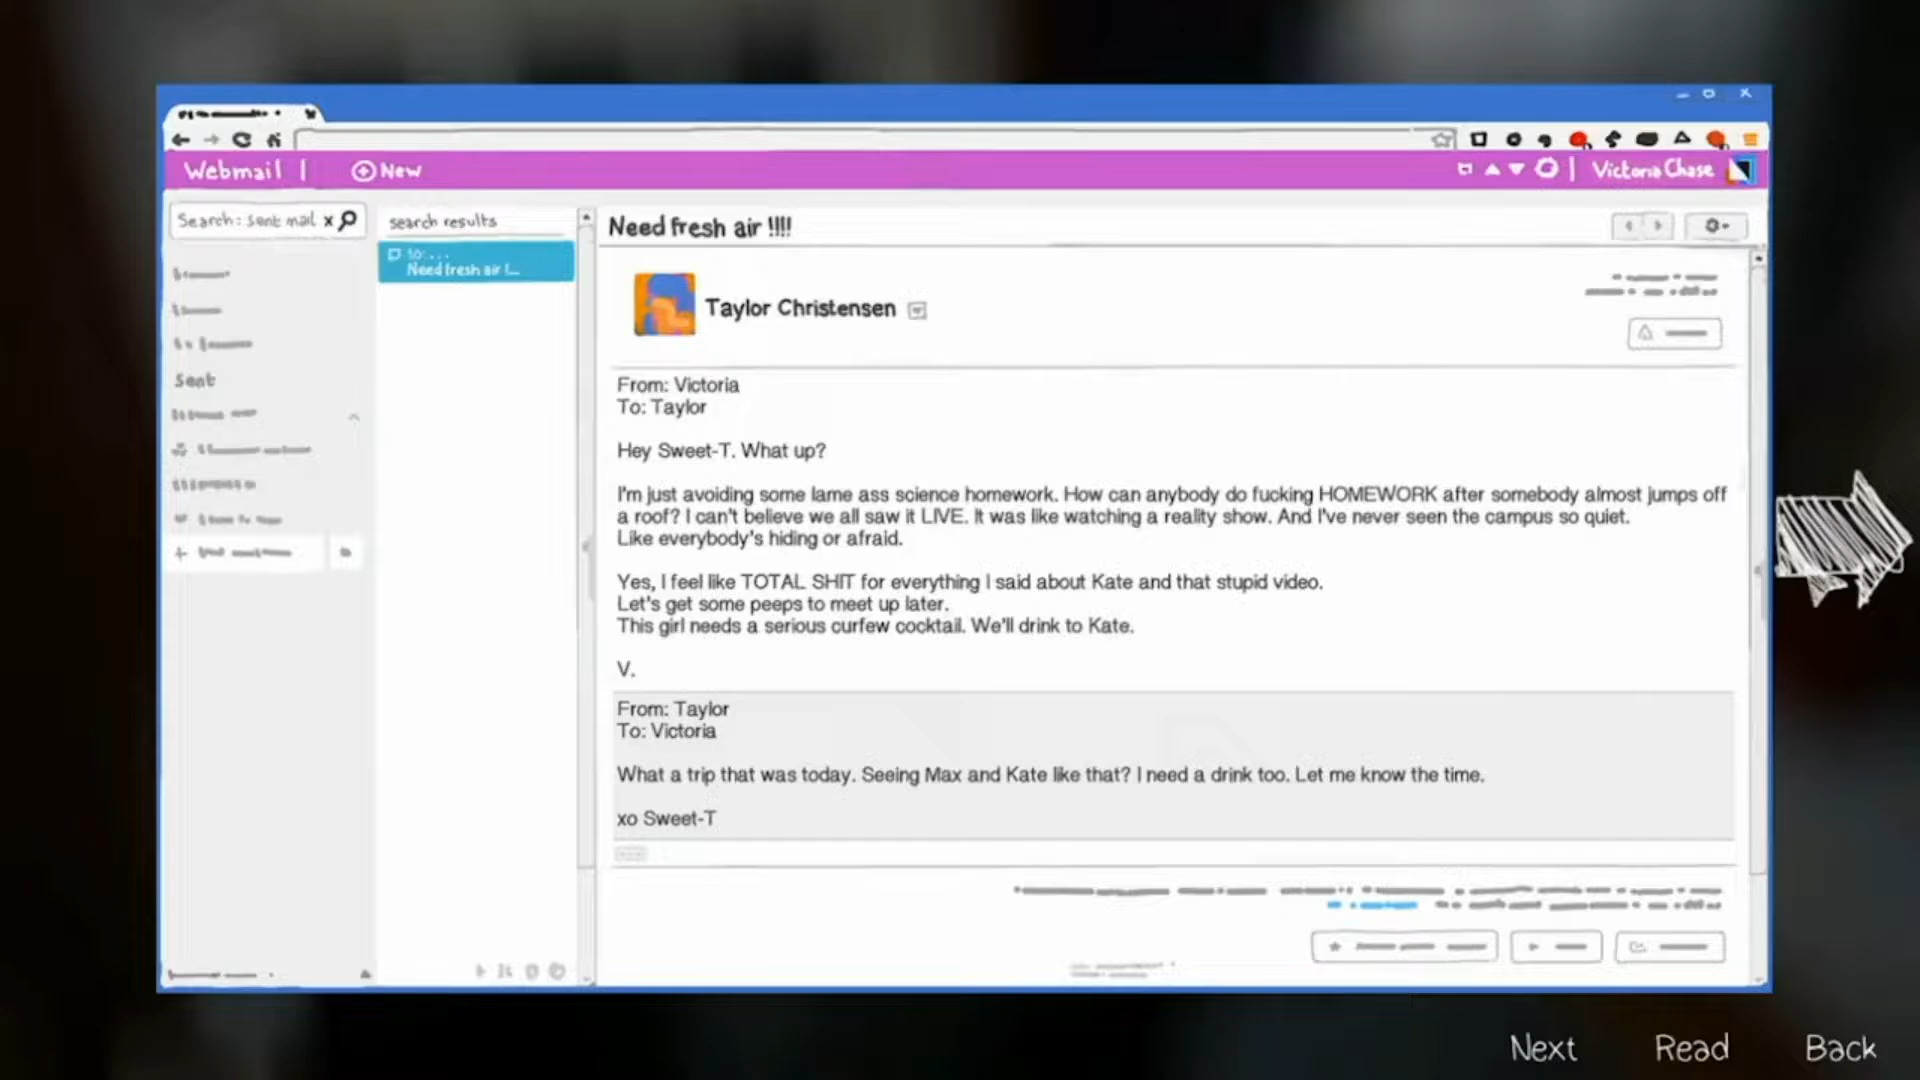 Webmail | New
Victoria Chase
Search: sent mail x
search results
to:...
Need fresh air !...
Sent
Need fresh air !!!!
Taylor Christensen
From: Victoria
To: Taylor
Hey Sweet-T. What up?
I'm just avoiding some lame ass science homework. How can anybody do fucking HOMEWORK after somebody almost jumps off
a roof? I can't believe we all saw it LIVE. It was like watching a reality show. And I've never seen the campus so quiet.
Like everybody's hiding or afraid.
Yes, I feel like TOTAL SHIT for everything I said about Kate and that stupid video.
Let's get some peeps to meet up later.
This girl needs a serious curfew cocktail. We'll drink to Kate.
V.
From: Taylor
To: Victoria
What a trip that was today. Seeing Max and Kate like that? I need a drink too. Let me know the time.
xo Sweet-T
Next Read Back